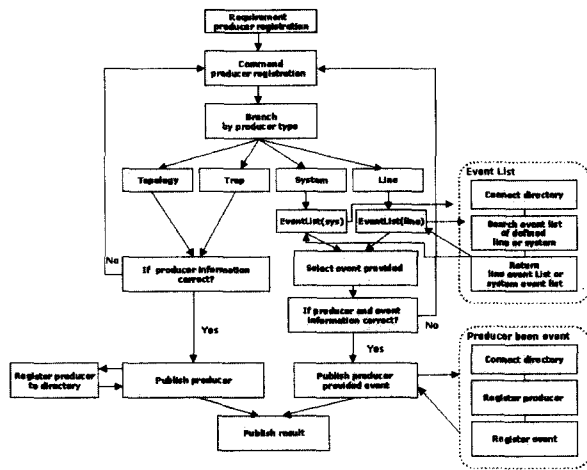 Requirement
producer registration
Command
producer registration
Branch
by producer type
Topology
Trap
System
Line
EventList(sys)
EventList(line)
Event List
Connect directory
Search event list
of defined
line or system
Return
line event List or
system event list
No
If producer information
correct?
Select event provided
If producer and event
information correct?
No
Yes
Yes
Register producer
to directory
Publish producer
Publish producer
provided event
Producer been event
Connect directory
Register producer
Register event
Publish result